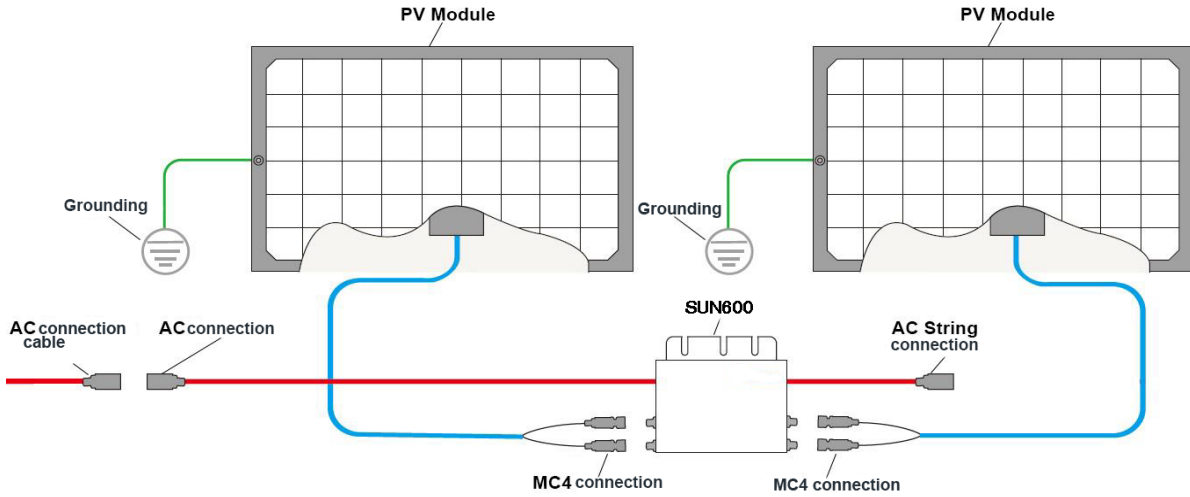 PV Module
PV Module
Grounding
Grounding
SUN600
AC connection
cable
AC connection
AC String
connection
MC4 connection
MC4 connection